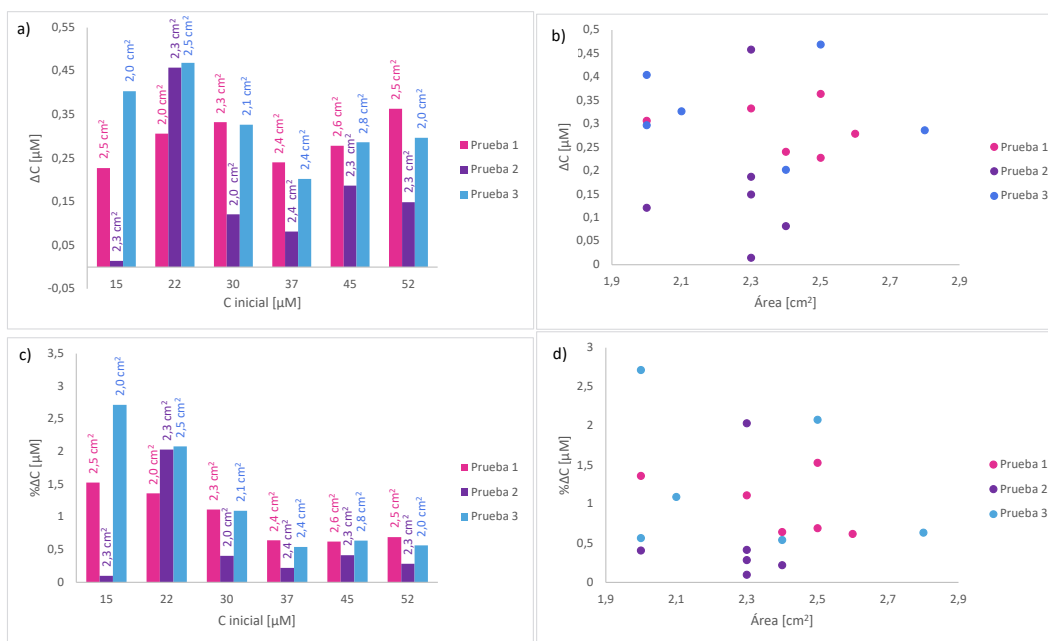 a)
0,55
0,45
0,35
0,25
0,15
0,05
-0,05
ΔC [µM]
2,5 cm²
2,3 cm²
2,0 cm²
2,0 cm²
2,3 cm²
2,5 cm²
2,3 cm²
2,0 cm²
2,1 cm²
2,4 cm²
2,4 cm²
2,4 cm²
2,6 cm²
2,3 cm²
2,8 cm²
2,5 cm²
2,3 cm²
2,0 cm²
15 22 30 37 45 52
C inicial [µM]
Prueba 1
Prueba 2
Prueba 3
b)
0,5
0,45
0,4
0,35
0,3
0,25
0,2
0,15
0,1
0,05
0
ΔC [µM]
1,9 2,1 2,3 2,5 2,7 2,9
Área [cm²]
Prueba 1
Prueba 2
Prueba 3
c)
3,5
3
2,5
2
1,5
1
0,5
0
%ΔC [µM]
2,5 cm²
2,3 cm²
2,0 cm²
2,0 cm²
2,3 cm²
2,5 cm²
2,3 cm²
2,0 cm²
2,1 cm²
2,4 cm²
2,4 cm²
2,4 cm²
2,6 cm²
2,3 cm²
2,8 cm²
2,5 cm²
2,3 cm²
2,0 cm²
15 22 30 37 45 52
C inicial [µM]
Prueba 1
Prueba 2
Prueba 3
d)
3
2,5
2
1,5
1
0,5
0
%ΔC [µM]
1,9 2,1 2,3 2,5 2,7 2,9
Área [cm²]
Prueba 1
Prueba 2
Prueba 3